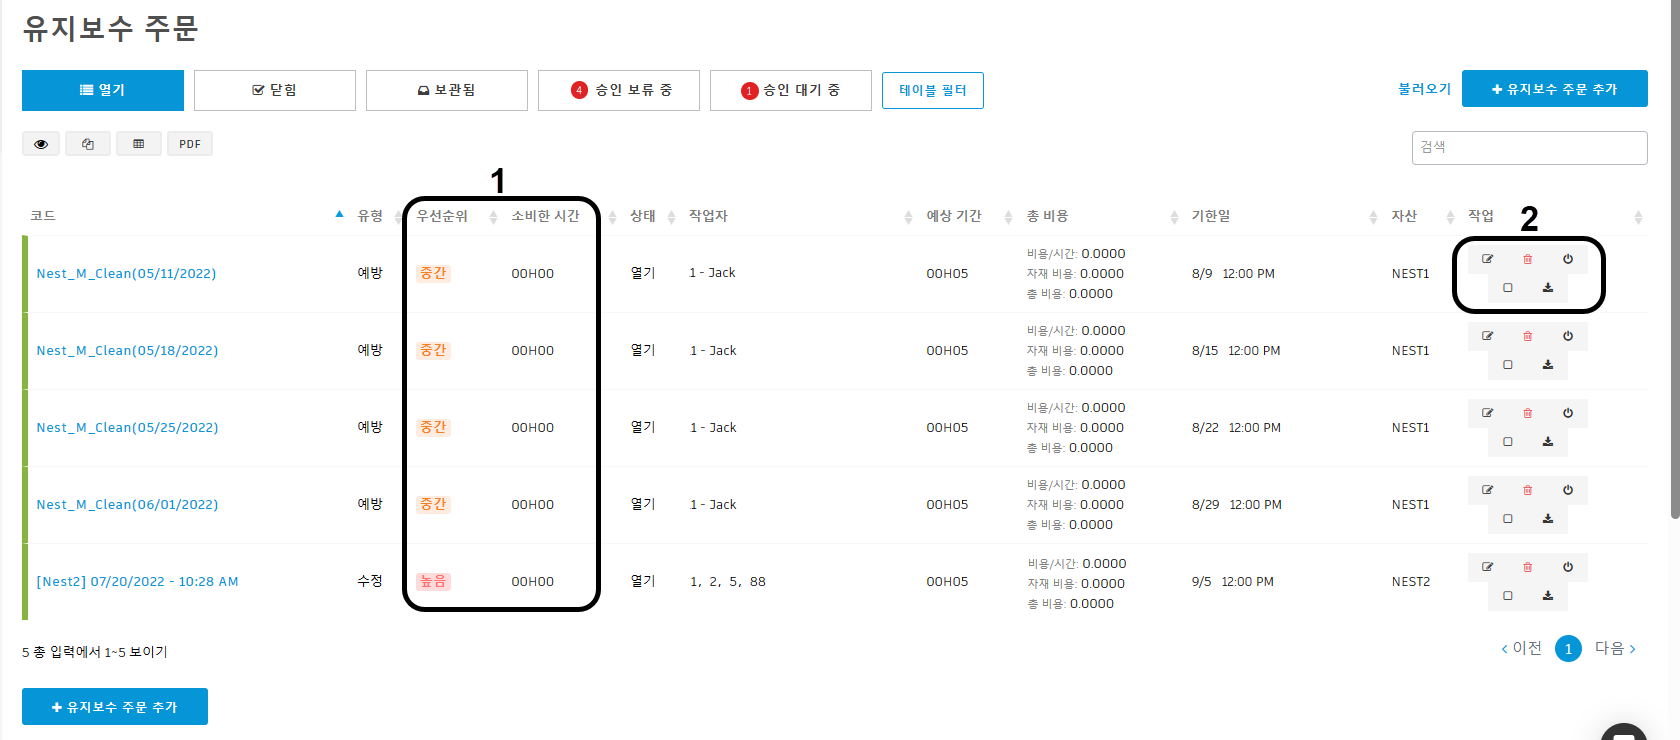 유지보수 주문
열기 닫힘 보관됨 4 승인 보류 중 1 승인 대기 중 테이블 필터 불러오기 + 유지보수 주문 추가
PDF 검색
1
코드 유형 우선순위 소비한 시간 상태 작업자 예상 기간 총 비용 기한일 자산 작업
2
비용/시간: 0.0000
Nest_M_Clean(05/11/2022) 예방 중간 00H00 열기 1 - Jack 00H05 자재 비용: 0.0000 8/9 12:00 PM NEST1
총 비용: 0.0000
비용/시간: 0.0000
Nest_M_Clean(05/18/2022) 예방 중간 00H00 열기 1 - Jack 00H05 자재 비용: 0.0000 8/15 12:00 PM NEST1
총 비용: 0.0000
비용/시간: 0.0000
Nest_M_Clean(05/25/2022) 예방 중간 00H00 열기 1 - Jack 00H05 자재 비용: 0.0000 8/22 12:00 PM NEST1
총 비용: 0.0000
비용/시간: 0.0000
Nest_M_Clean(06/01/2022) 예방 중간 00H00 열기 1 - Jack 00H05 자재 비용: 0.0000 8/29 12:00 PM NEST1
총 비용: 0.0000
비용/시간: 0.0000
[Nest2] 07/20/2022 - 10:28 AM 수정 높음 00H00 열기 1, 2, 5, 88 00H05 자재 비용: 0.0000 9/5 12:00 PM NEST2
총 비용: 0.0000
5 총 입력에서 1~5 보이기 ‹ 이전 1 다음 ›
+ 유지보수 주문 추가